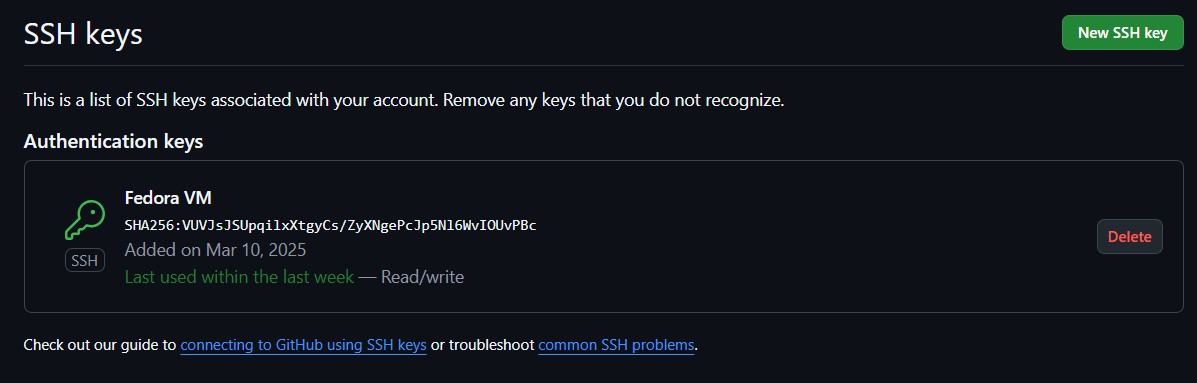 SSH keys
New SSH key
This is a list of SSH keys associated with your account. Remove any keys that you do not recognize.
Authentication keys
Fedora VM
SHA256:VUVJsJSUpqilxXtgyCs/ZyXNgePcJp5Nl6WvIOUvPBc
Added on Mar 10, 2025
Last used within the last week — Read/write
SSH
Delete
Check out our guide to connecting to GitHub using SSH keys or troubleshoot common SSH problems.